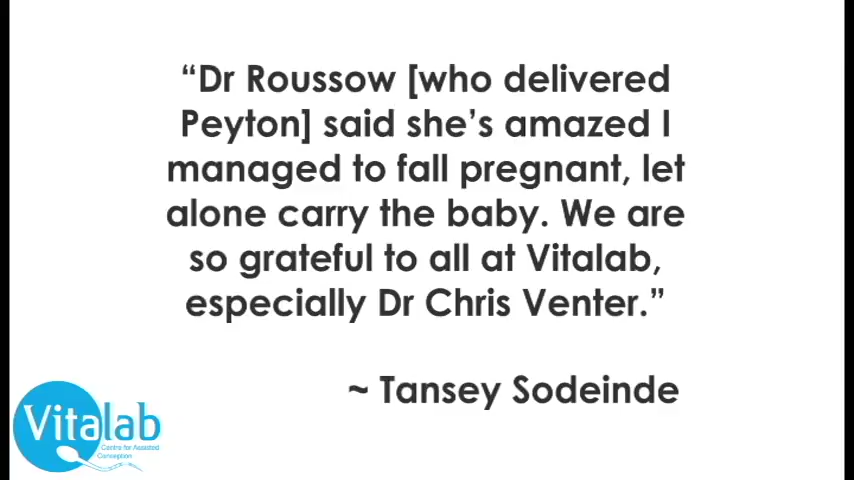 “Dr Roussow [who delivered
Peyton] said she’s amazed I
managed to fall pregnant, let
alone carry the baby. We are
so grateful to all at Vitalab,
especially Dr Chris Venter.”
~ Tansey Sodeinde
Vitalab
Centre for Assisted
Conception